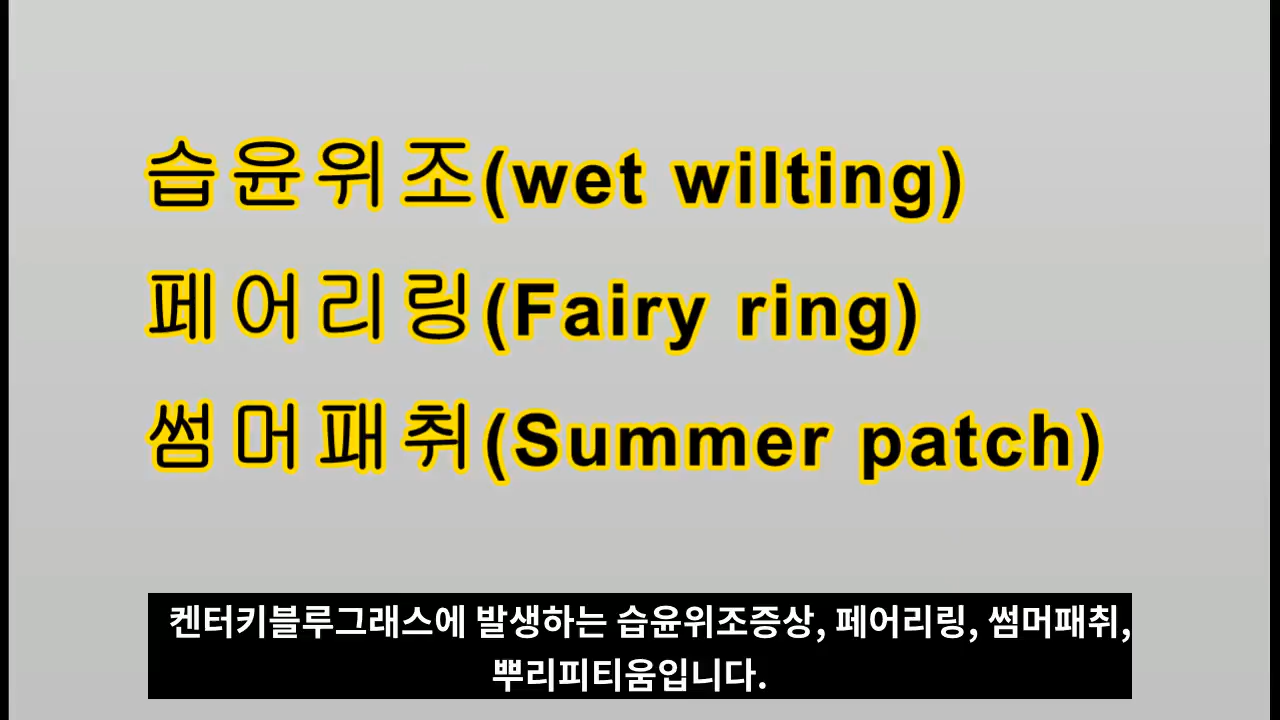 습윤위조(wet wilting)
페어리링(Fairy ring)
썸머패취(Summer patch)
켄터키블루그래스에 발생하는 습윤위조증상, 페어리링, 썸머패취,
뿌리피티움입니다.